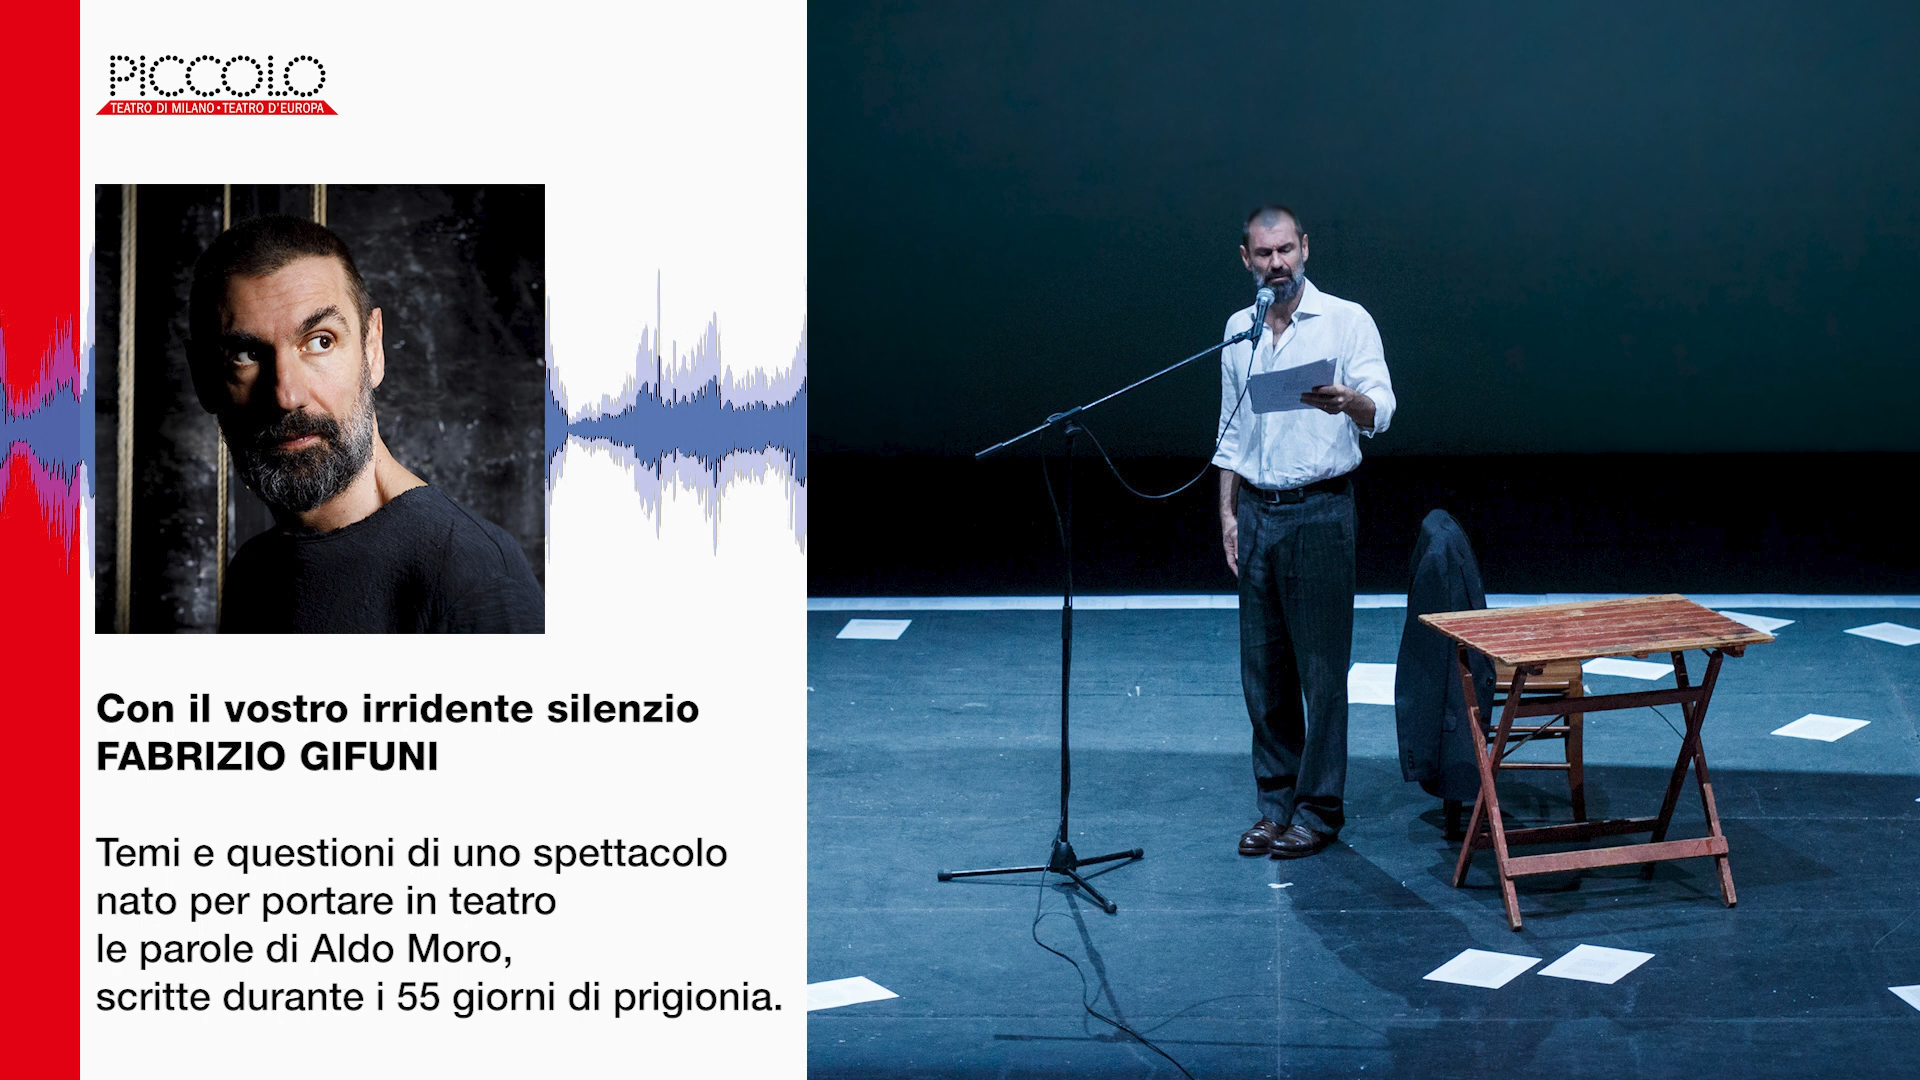 PICCOLO
TEATRO DI MILANO • TEATRO D'EUROPA
Con il vostro irridente silenzio
FABRIZIO GIFUNI
Temi e questioni di uno spettacolo
nato per portare in teatro
le parole di Aldo Moro,
scritte durante i 55 giorni di prigionia.